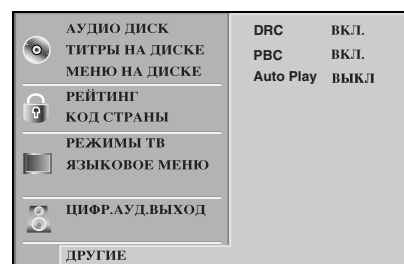 АУДИО ДИСК
ТИТРЫ НА ДИСКЕ
МЕНЮ НА ДИСКЕ
РЕЙТИНГ
КОД СТРАНЫ
РЕЖИМЫ ТВ
ЯЗЫКОВОЕ МЕНЮ
ЦИФР.АУД.ВЫХОД
ДРУГИЕ
DRC ВКЛ.
PBC ВКЛ.
Auto Play ВЫКЛ